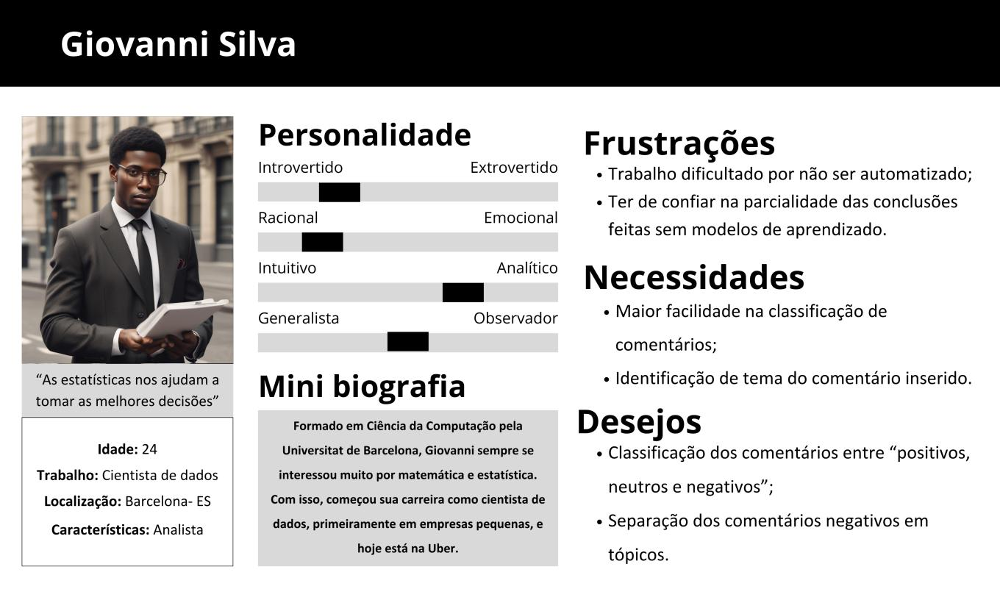 Giovanni Silva
“As estatísticas nos ajudam a
tomar as melhores decisões”
Idade: 24
Trabalho: Cientista de dados
Localização: Barcelona- ES
Características: Analista
Personalidade
Introvertido Extrovertido
Racional Emocional
Intuitivo Analítico
Generalista Observador
Mini biografia
Formado em Ciência da Computação pela
Universitat de Barcelona, Giovanni sempre se
interessou muito por matemática e estatística.
Com isso, começou sua carreira como cientista de
dados, primeiramente em empresas pequenas, e
hoje está na Uber.
Frustrações
• Trabalho dificultado por não ser automatizado;
• Ter de confiar na parcialidade das conclusões
feitas sem modelos de aprendizado.
Necessidades
• Maior facilidade na classificação de
comentários;
• Identificação de tema do comentário inserido.
Desejos
• Classificação dos comentários entre “positivos,
neutros e negativos”;
• Separação dos comentários negativos em
tópicos.